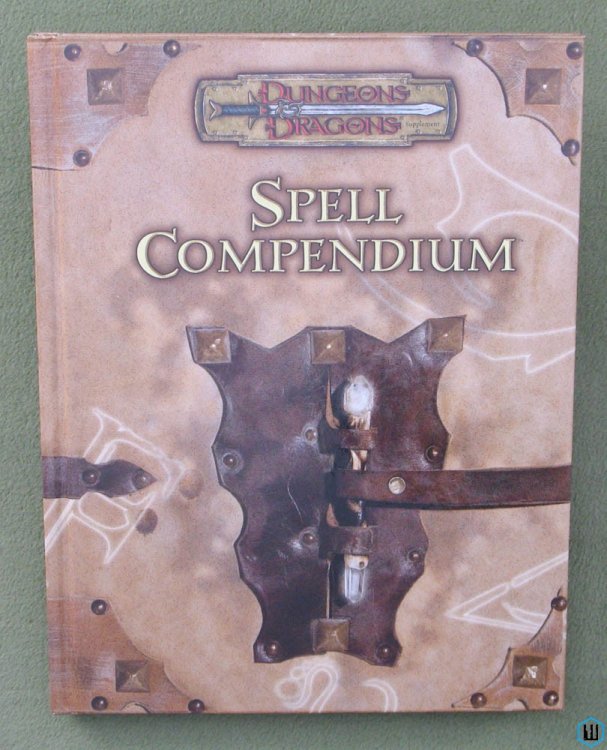 DUNGEONS
DRAGONS
Supplement
SPELL
COMPENDIUM